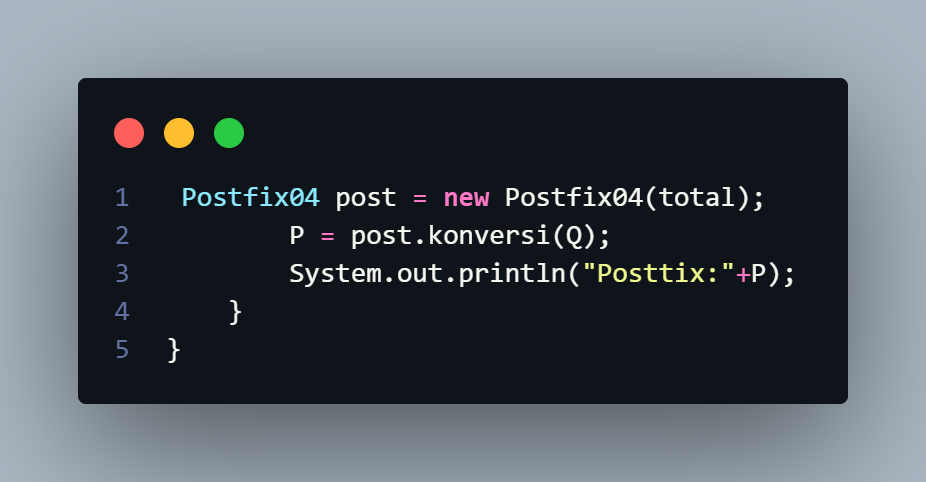 1 Postfix04 post = new Postfix04(total);
2 P = post.konversi(Q);
3 System.out.println("Posttix:"+P);
4 }
5 }